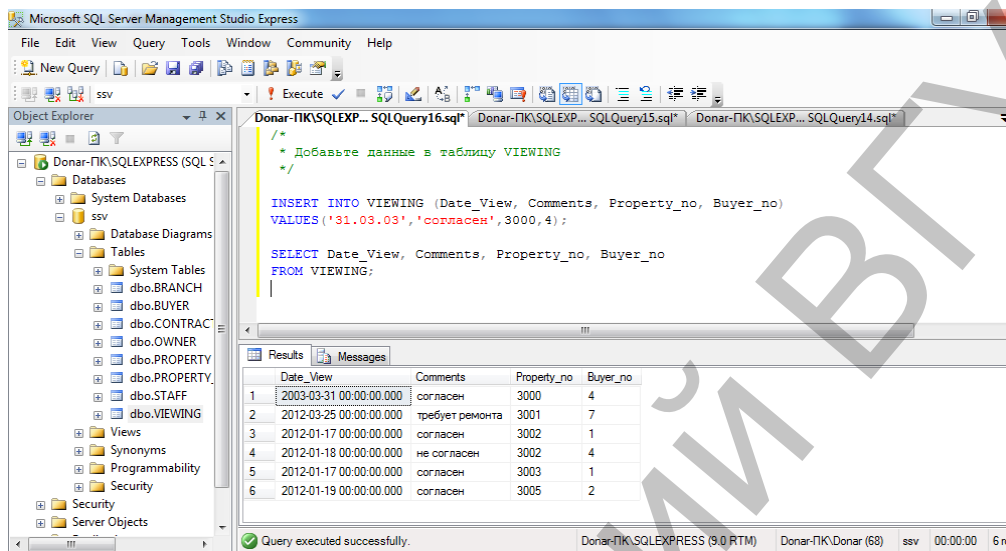 Microsoft SQL Server Management Studio Express
File Edit View Query Tools Window Community Help
New Query
ssv Execute
Object Explorer
Donar-ПК\SQLEXP... SQLQuery16.sql* Donar-ПК\SQLEXP... SQLQuery15.sql* Donar-ПК\SQLEXP... SQLQuery14.sql*
Donar-ПК\SQLEXPRESS (SQL S
Databases
System Databases
ssv
Database Diagrams
Tables
System Tables
dbo.BRANCH
dbo.BUYER
dbo.CONTRACT
dbo.OWNER
dbo.PROPERTY
dbo.PROPERTY_
dbo.STAFF
dbo.VIEWING
Views
Synonyms
Programmability
Security
Security
Server Objects
/*
* Добавьте данные в таблицу VIEWING
*/
INSERT INTO VIEWING (Date_View, Comments, Property_no, Buyer_no)
VALUES('31.03.03','согласен',3000,4);
SELECT Date_View, Comments, Property_no, Buyer_no
FROM VIEWING;
Results Messages
Date_View Comments Property_no Buyer_no
1 2003-03-31 00:00:00.000 согласен 3000 4
2 2012-03-25 00:00:00.000 требует ремонта 3001 7
3 2012-01-17 00:00:00.000 согласен 3002 1
4 2012-01-18 00:00:00.000 не согласен 3002 4
5 2012-01-17 00:00:00.000 согласен 3003 1
6 2012-01-19 00:00:00.000 согласен 3005 2
Query executed successfully. Donar-ПК\SQLEXPRESS (9.0 RTM) Donar-ПК\Donar (68) ssv 00:00:00 6 r
ИЙ ВГУ